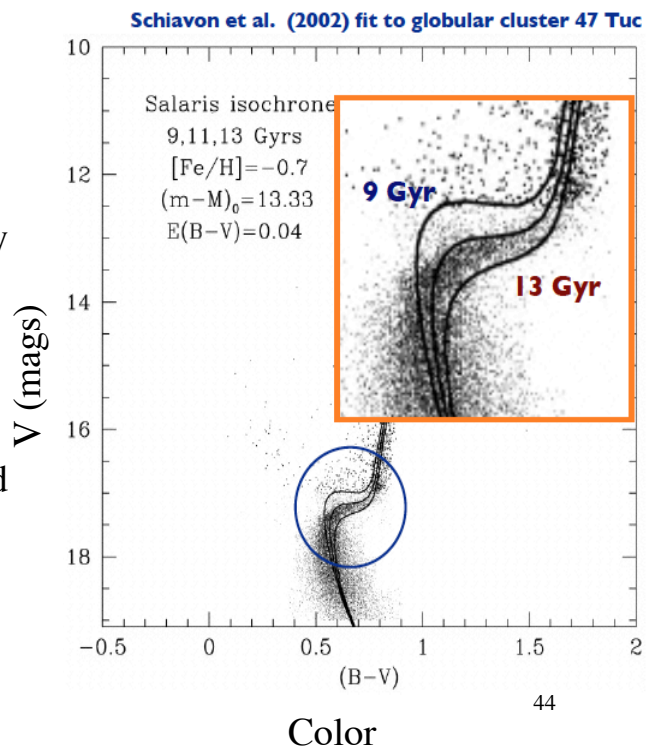 Schiavon et al. (2002) fit to globular cluster 47 Tuc
10
12
14
16
18
Salaris isochrone
9,11,13 Gyrs
[Fe/H]=−0.7
(m−M)₀=13.33
E(B−V)=0.04
9 Gyr
13 Gyr
y
d
V (mags)
−0.5
0
0.5
1
1.5
2
(B−V)
44
Color